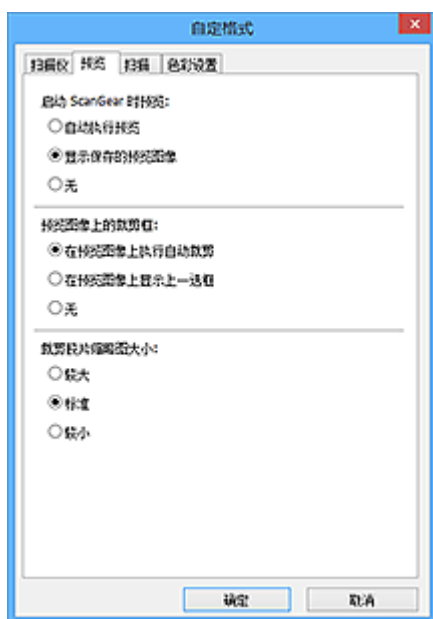 自定格式
扫描仪 预览 扫描 色彩设置
启动 ScanGear 时预览:
自动执行预览
显示保存的预览图像
无
预览图像上的裁剪框:
在预览图像上执行自动裁剪
在预览图像上显示上一选框
无
裁剪胶片缩略图大小:
较大
标准
较小
确定 取消